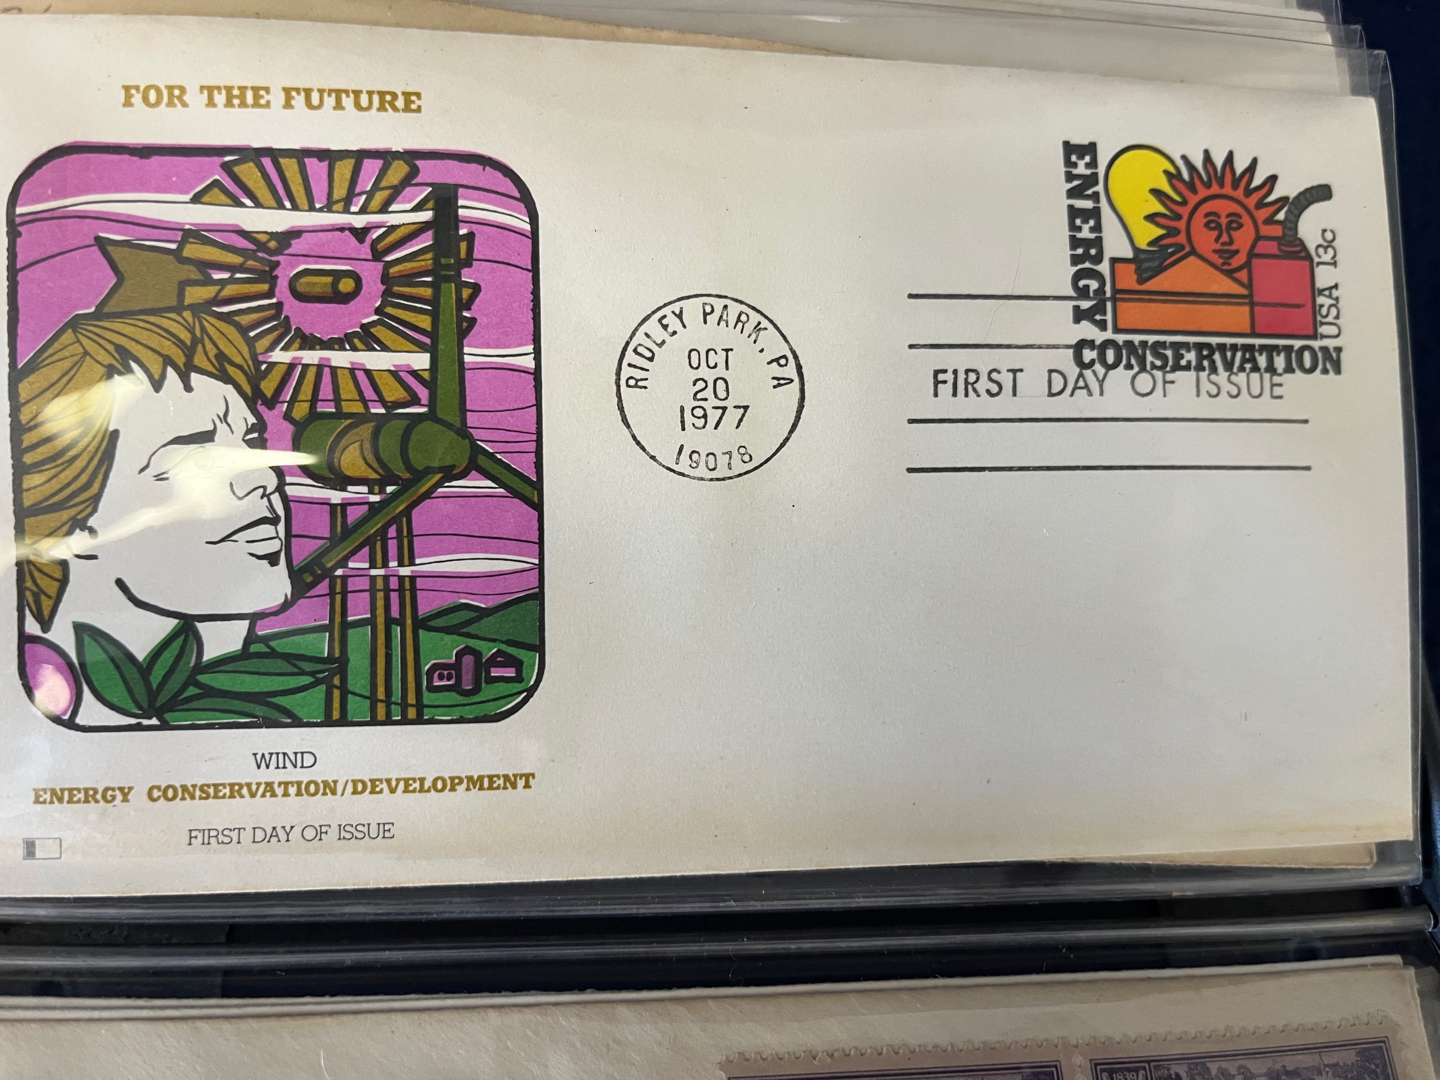 FOR THE FUTURE
WIND
ENERGY CONSERVATION/DEVELOPMENT
FIRST DAY OF ISSUE
RIDLEY PARK, PA
OCT
20
1977
19078
ENERGY
CONSERVATION
USA 13c
FIRST DAY OF ISSUE
1839